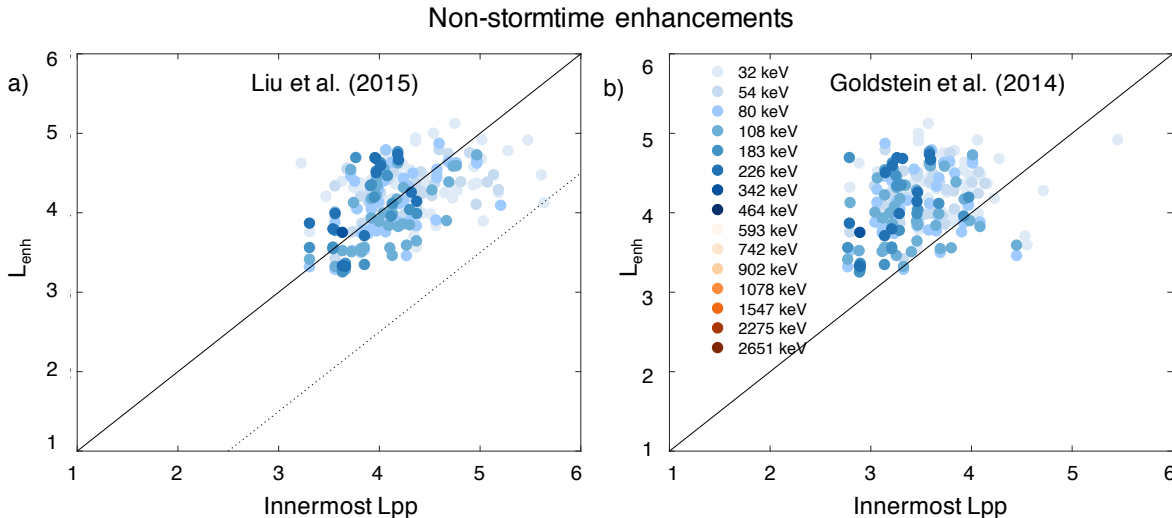 Non-stormtime enhancements
a)
Liu et al. (2015)
6
5
4
3
2
1
L_enh
1 2 3 4 5 6
Innermost Lpp
b)
Goldstein et al. (2014)
32 keV
54 keV
80 keV
108 keV
183 keV
226 keV
342 keV
464 keV
593 keV
742 keV
902 keV
1078 keV
1547 keV
2275 keV
2651 keV
6
5
4
3
2
1
L_enh
1 2 3 4 5 6
Innermost Lpp